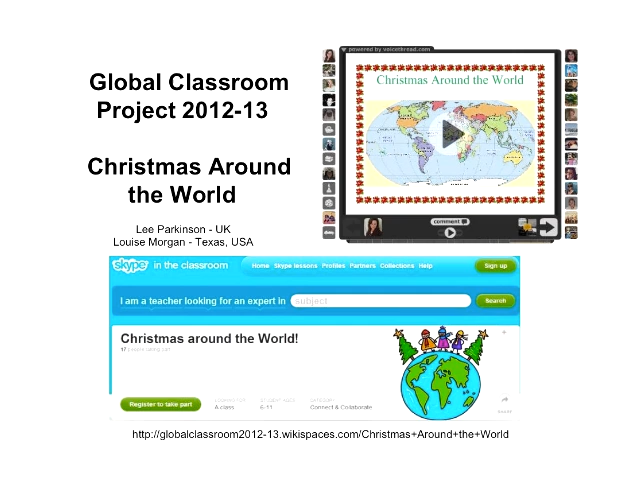 Global Classroom
Project 2012-13
Christmas Around
the World
Lee Parkinson - UK
Louise Morgan - Texas, USA
powered by voicethread.com
Christmas Around the World
comment
skype in the classroom
Home Skype lessons Profiles Partners Collections Help
Sign up
I am a teacher looking for an expert in
subject
Search
Christmas around the World!
17
Register to take part
A class
6-11
Connect & Collaborate
http://globalclassroom2012-13.wikispaces.com/Christmas+Around+the+World